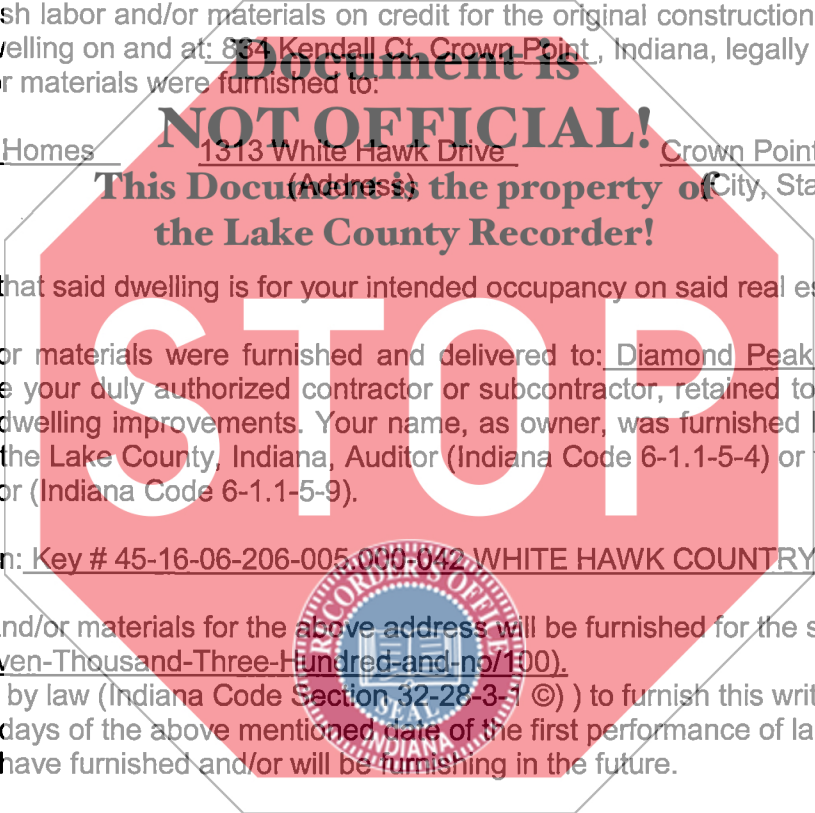 sh labor and/or materials on credit for the original construction
velling on and at: 834 Kendall Ct, Crown Point , Indiana, legally
r materials were furnished to:
Document is
NOT OFFICIAL!
Homes 1313 White Hawk Drive Crown Point
(Address) City, Sta
This Document is the property of
the Lake County Recorder!
that said dwelling is for your intended occupancy on said real es
STOP
or materials were furnished and delivered to: Diamond Peak
e your duly authorized contractor or subcontractor, retained to
dwelling improvements. Your name, as owner, was furnished
the Lake County, Indiana, Auditor (Indiana Code 6-1.1-5-4) or
or (Indiana Code 6-1.1-5-9).
n: Key # 45-16-06-206-005.000-042 WHITE HAWK COUNTRY
nd/or materials for the above address will be furnished for the s
ven-Thousand-Three-Hundred-and-no/100).
by law (Indiana Code Section 32-28-3-1 ©) ) to furnish this writ
days of the above mentioned date of the first performance of la
have furnished and/or will be furnishing in the future.
RECORDER'S OFFICE
SEAL
INDIANA